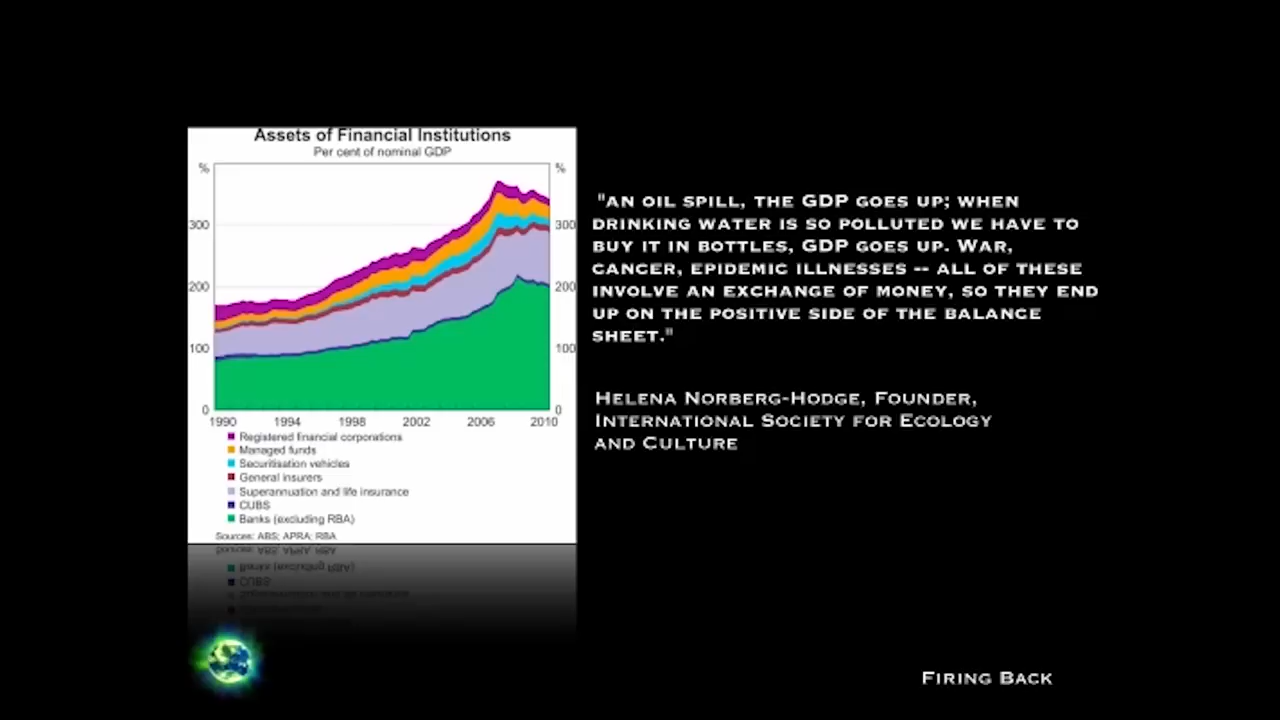 Assets of Financial Institutions
Per cent of nominal GDP
% %
300 300
200 200
100 100
0 0
1990 1994 1998 2002 2006 2010
Registered financial corporations
Managed funds
Securitisation vehicles
General insurers
Superannuation and life insurance
CUBS
Banks (excluding RBA)
Sources: ABS; APRA; RBA
"AN OIL SPILL, THE GDP GOES UP; WHEN
DRINKING WATER IS SO POLLUTED WE HAVE TO
BUY IT IN BOTTLES, GDP GOES UP. WAR,
CANCER, EPIDEMIC ILLNESSES -- ALL OF THESE
INVOLVE AN EXCHANGE OF MONEY, SO THEY END
UP ON THE POSITIVE SIDE OF THE BALANCE
SHEET."
HELENA NORBERG-HODGE, FOUNDER,
INTERNATIONAL SOCIETY FOR ECOLOGY
AND CULTURE
FIRING BACK